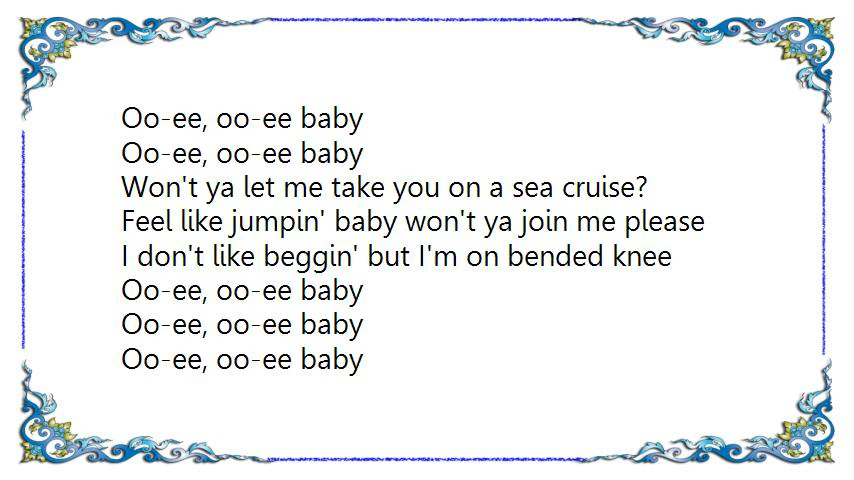 Oo-ee, oo-ee baby
Oo-ee, oo-ee baby
Won't ya let me take you on a sea cruise?
Feel like jumpin' baby won't ya join me please
I don't like beggin' but I'm on bended knee
Oo-ee, oo-ee baby
Oo-ee, oo-ee baby
Oo-ee, oo-ee baby